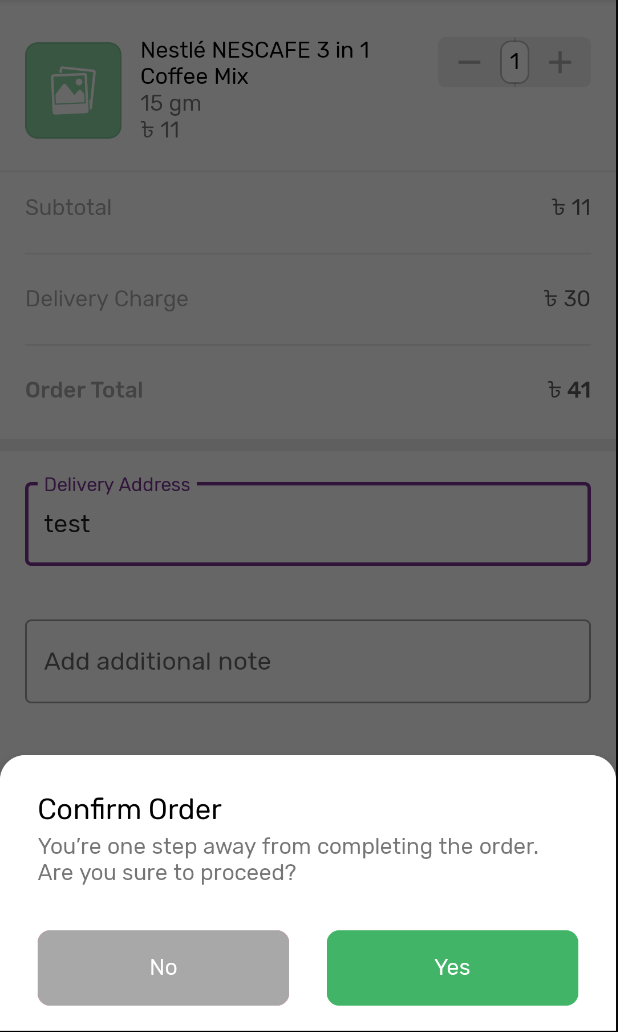 Nestlé NESCAFE 3 in 1
Coffee Mix
15 gm
৳ 11
1
Subtotal
৳ 11
Delivery Charge
৳ 30
Order Total
৳ 41
Delivery Address
test
Add additional note
Confirm Order
You’re one step away from completing the order.
Are you sure to proceed?
No
Yes